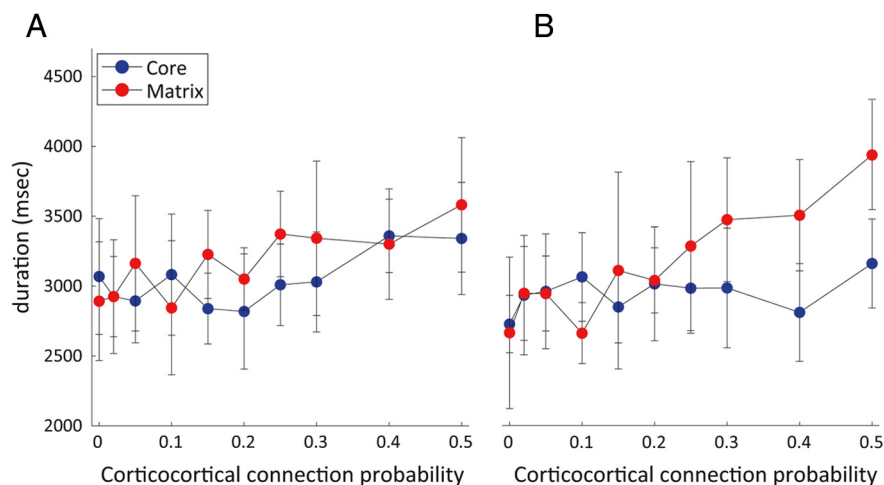 A
B
Core
Matrix
duration (msec)
4500
4000
3500
3000
2500
2000
0
0.1
0.2
0.3
0.4
0.5
0
0.1
0.2
0.3
0.4
0.5
Corticocortical connection probability
Corticocortical connection probability